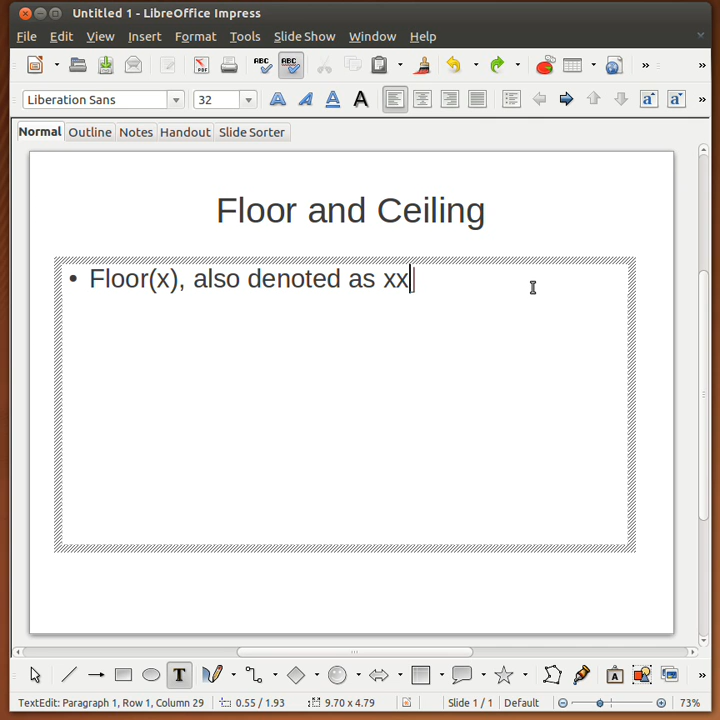 Untitled 1 - LibreOffice Impress
File Edit View Insert Format Tools Slide Show Window Help
ABC ABC
Liberation Sans 32 A A A A a a
Normal Outline Notes Handout Slide Sorter
Floor and Ceiling
• Floor(x), also denoted as xx⌋
T A
TextEdit: Paragraph 1, Row 1, Column 29 0.55 / 1.93 9.70 x 4.79 Slide 1 / 1 Default 73%